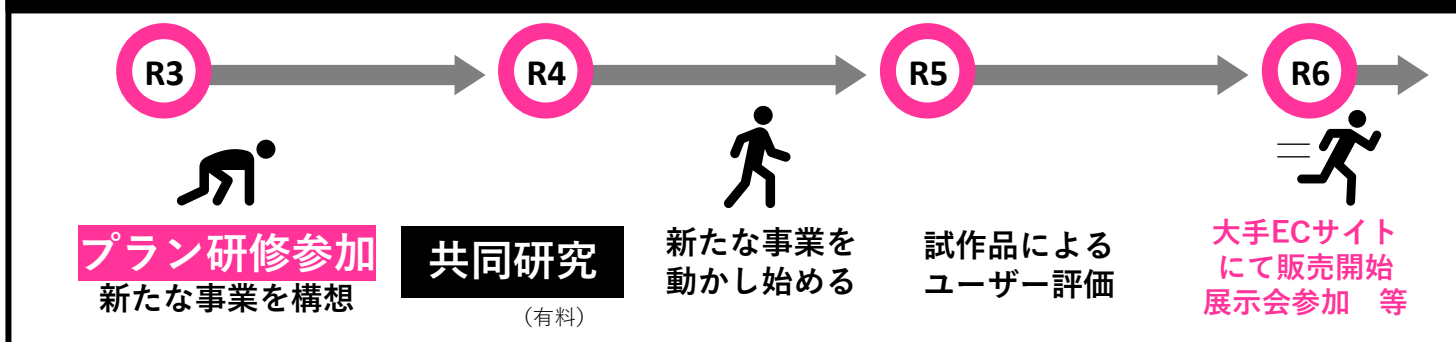 R3
R4
R5
R6
プラン研修参加
新たな事業を構想
共同研究
（有料）
新たな事業を
動かし始める
試作品による
ユーザー評価
大手ECサイト
にて販売開始
展示会参加　等